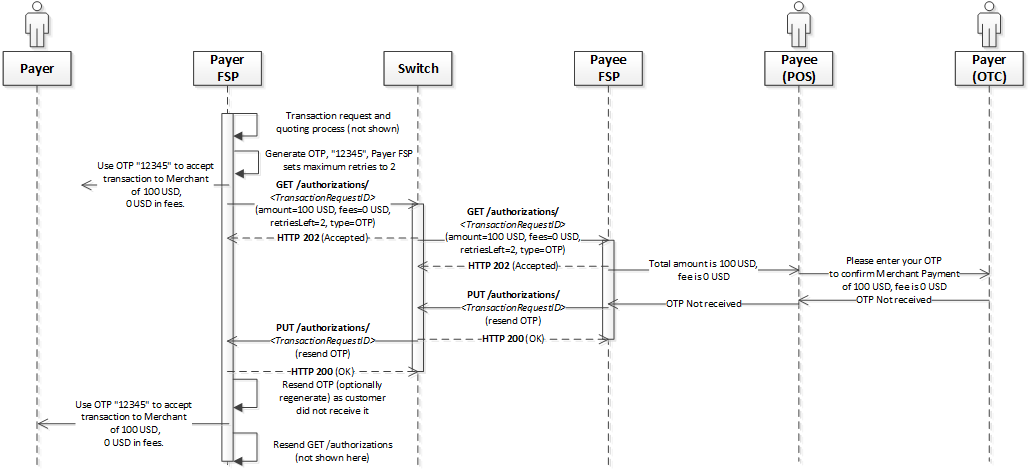 Payer
Payer
FSP
Switch
Payee
FSP
Payee
(POS)
Payer
(OTC)
Transaction request and
quoting process (not shown)
Generate OTP, "12345", Payer FSP
sets maximum retries to 2
Use OTP "12345" to accept
transaction to Merchant
of 100 USD,
0 USD in fees.
GET /authorizations/
<TransactionRequestID>
(amount=100 USD, fees=0 USD,
retriesLeft=2, type=OTP)
HTTP 202 (Accepted)
GET /authorizations/
<TransactionRequestID>
(amount=100 USD, fees=0 USD,
retriesLeft=2, type=OTP)
HTTP 202 (Accepted)
Total amount is 100 USD,
fee is 0 USD
Please enter your OTP
to confirm Merchant Payment
of 100 USD, fee is 0 USD
OTP Not received
OTP Not received
PUT /authorizations/
<TransactionRequestID>
(resend OTP)
HTTP 200 (OK)
PUT /authorizations/
<TransactionRequestID>
(resend OTP)
HTTP 200 (OK)
Resend OTP (optionally
regenerate) as customer
did not receive it
Use OTP "12345" to accept
transaction to Merchant
of 100 USD,
0 USD in fees.
Resend GET /authorizations
(not shown here)